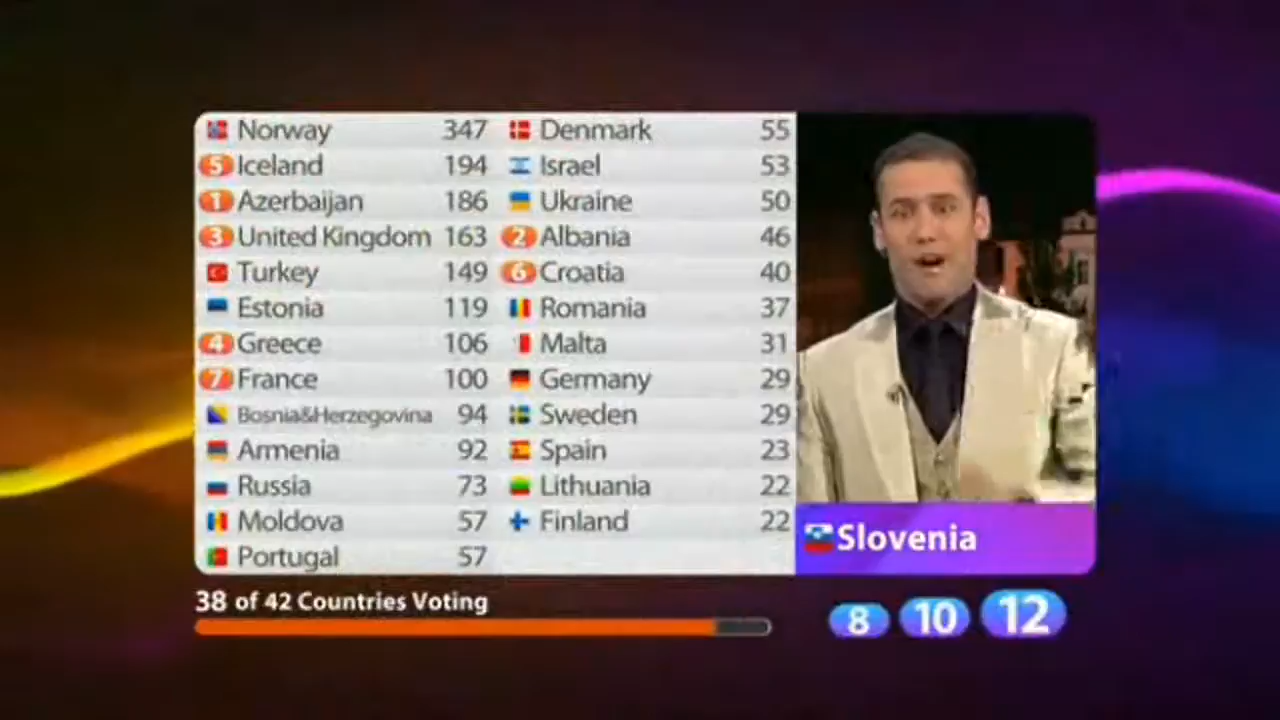 Norway 347
5 Iceland 194
1 Azerbaijan 186
3 United Kingdom 163
Turkey 149
Estonia 119
4 Greece 106
7 France 100
Bosnia&Herzegovina 94
Armenia 92
Russia 73
Moldova 57
Portugal 57
Denmark 55
Israel 53
Ukraine 50
2 Albania 46
6 Croatia 40
Romania 37
Malta 31
Germany 29
Sweden 29
Spain 23
Lithuania 22
Finland 22
Slovenia
38 of 42 Countries Voting
8 10 12